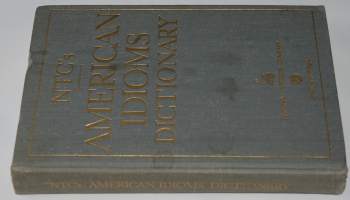 NTC's
AMERICAN
IDIOMS
DICTIONARY
NTC'S AMERICAN IDIOMS DICTIONARY